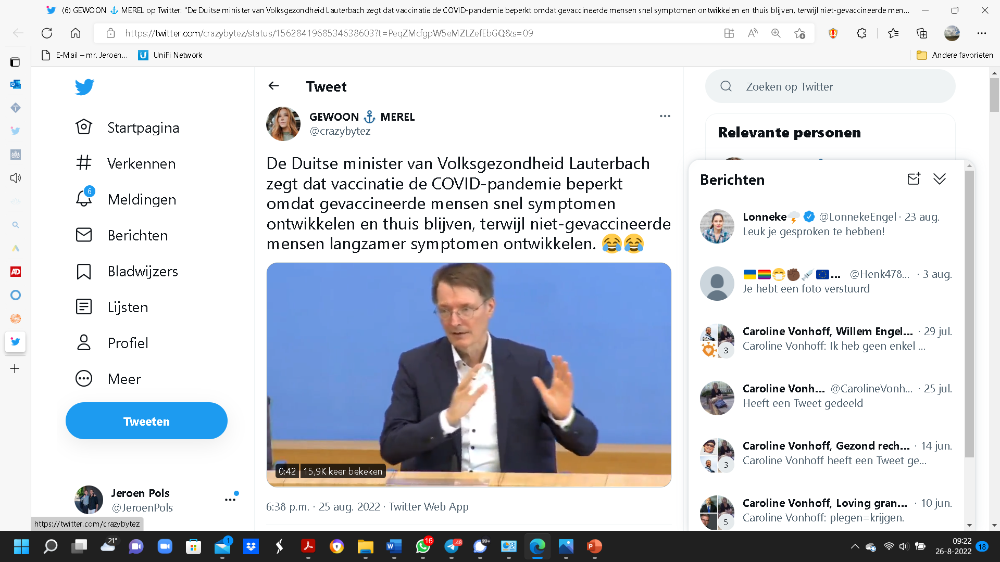 (6) GEWOON ⚓ MEREL op Twitter: "De Duitse minister van Volksgezondheid Lauterbach zegt dat vaccinatie de COVID-pandemie beperkt omdat gevaccineerde mensen snel symptomen ontwikkelen en thuis blijven, terwijl niet-gevaccineerde men...
https://twitter.com/crazybytez/status/1562841968534638603?t=PeqZMcfgpW5eMZLZefEbGQ&s=09
E-Mail – mr. Jeroen...
UniFi Network
Andere favorieten
Startpagina
Verkennen
6
Meldingen
Berichten
Bladwijzers
Lijsten
Profiel
Meer
Tweeten
Jeroen Pols
@JeroenPols
https://twitter.com/crazybytez
Tweet
GEWOON ⚓ MEREL
@crazybytez
De Duitse minister van Volksgezondheid Lauterbach
zegt dat vaccinatie de COVID-pandemie beperkt
omdat gevaccineerde mensen snel symptomen
ontwikkelen en thuis blijven, terwijl niet-gevaccineerde
mensen langzamer symptomen ontwikkelen. 😂😂
0:42 15,9K keer bekeken
6:38 p.m. · 25 aug. 2022 · Twitter Web App
Zoeken op Twitter
Relevante personen
Berichten
Lonneke🌩️ @LonnekeEngel · 23 aug.
Leuk je gesproken te hebben!
🇺🇦🏳️‍🌈😷✊🏿💉🇪🇺... @Henk478... · 3 aug.
Je hebt een foto verstuurd
Caroline Vonhoff, Willem Engel... · 29 jul.
Caroline Vonhoff: Ik heb geen enkel ...
3
Caroline Vonh... @CarolineVonh... · 25 jul.
Heeft een Tweet gedeeld
Caroline Vonhoff, Gezond rech... · 14 jun.
Caroline Vonhoff heeft een Tweet ge...
3
Caroline Vonhoff, Loving gran... · 10 jun.
Caroline Vonhoff: plegen=krijgen.
5
AD
21°
1
16
..48
99+
09:22
26-8-2022
18